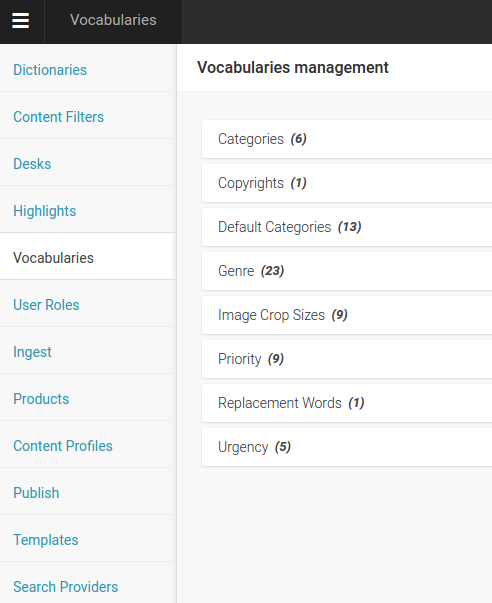 Vocabularies
Dictionaries
Content Filters
Desks
Highlights
Vocabularies
User Roles
Ingest
Products
Content Profiles
Publish
Templates
Search Providers
Vocabularies management
Categories (6)
Copyrights (1)
Default Categories (13)
Genre (23)
Image Crop Sizes (9)
Priority (9)
Replacement Words (1)
Urgency (5)